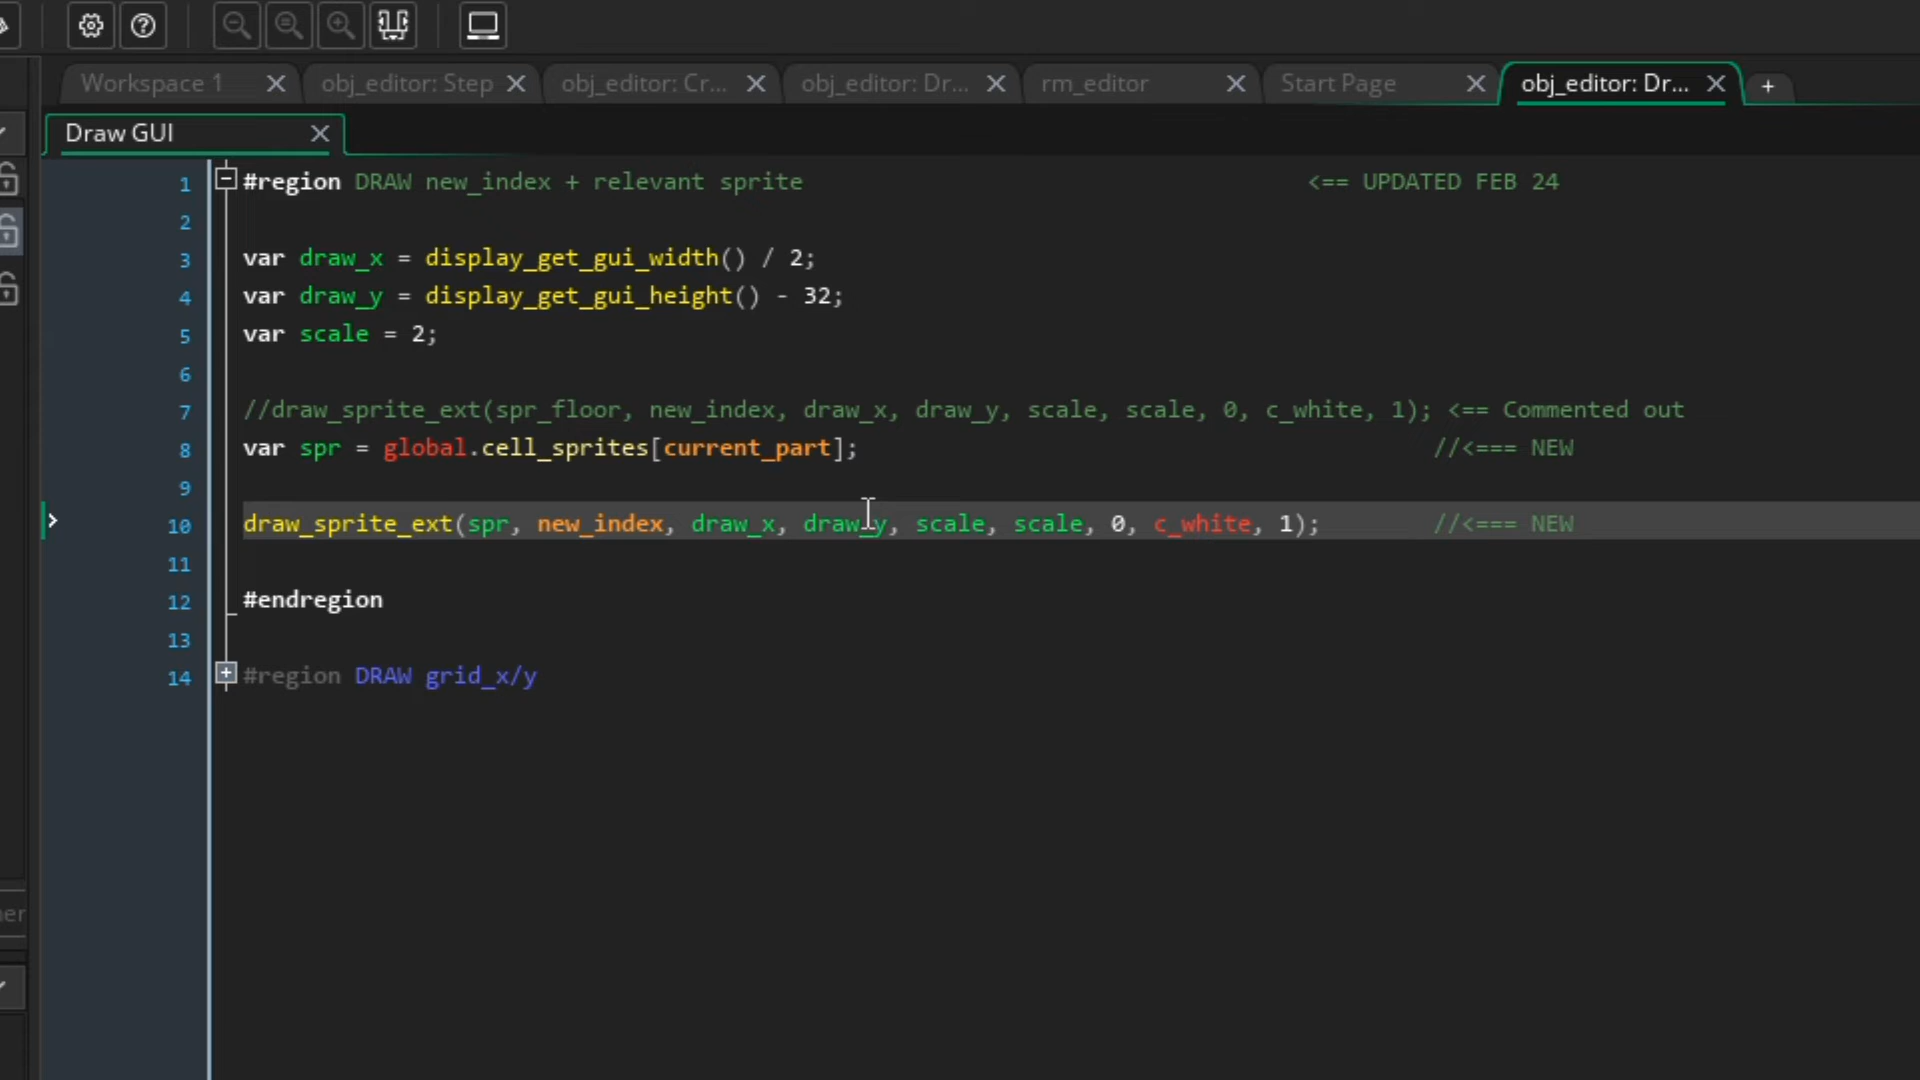 Workspace 1
obj_editor: Step
obj_editor: Cr...
obj_editor: Dr...
rm_editor
Start Page
obj_editor: Dr...
Draw GUI
1 #region DRAW new_index + relevant sprite <== UPDATED FEB 24
2
3 var draw_x = display_get_gui_width() / 2;
4 var draw_y = display_get_gui_height() - 32;
5 var scale = 2;
6
7 //draw_sprite_ext(spr_floor, new_index, draw_x, draw_y, scale, scale, 0, c_white, 1); <== Commented out
8 var spr = global.cell_sprites[current_part]; //<=== NEW
9
10 draw_sprite_ext(spr, new_index, draw_x, draw_y, scale, scale, 0, c_white, 1); //<=== NEW
11
12 #endregion
13
14 #region DRAW grid_x/y